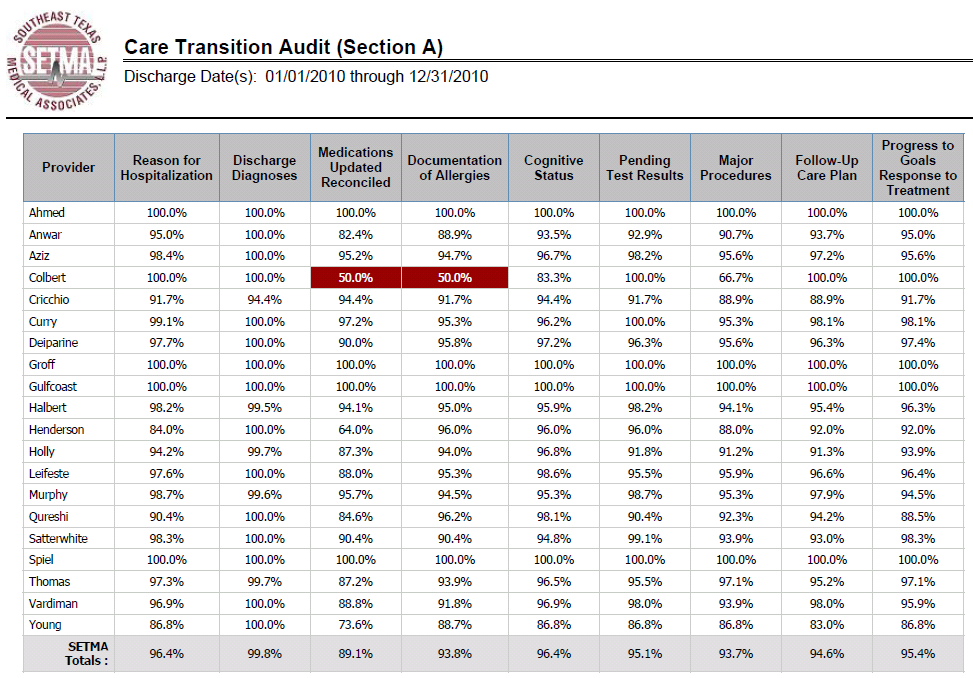 SOUTHEAST TEXAS
SETMA
MEDICAL ASSOCIATES, L.L.P.
Care Transition Audit (Section A)
Discharge Date(s): 01/01/2010 through 12/31/2010
Provider Reason for Hospitalization Discharge Diagnoses Medications Updated Reconciled Documentation of Allergies Cognitive Status Pending Test Results Major Procedures Follow-Up Care Plan Progress to Goals Response to Treatment
Ahmed 100.0% 100.0% 100.0% 100.0% 100.0% 100.0% 100.0% 100.0% 100.0%
Anwar 95.0% 100.0% 82.4% 88.9% 93.5% 92.9% 90.7% 93.7% 95.0%
Aziz 98.4% 100.0% 95.2% 94.7% 96.7% 98.2% 95.6% 97.2% 95.6%
Colbert 100.0% 100.0% 50.0% 50.0% 83.3% 100.0% 66.7% 100.0% 100.0%
Cricchio 91.7% 94.4% 94.4% 91.7% 94.4% 91.7% 88.9% 88.9% 91.7%
Curry 99.1% 100.0% 97.2% 95.3% 96.2% 100.0% 95.3% 98.1% 98.1%
Deiparine 97.7% 100.0% 90.0% 95.8% 97.2% 96.3% 95.6% 96.3% 97.4%
Groff 100.0% 100.0% 100.0% 100.0% 100.0% 100.0% 100.0% 100.0% 100.0%
Gulfcoast 100.0% 100.0% 100.0% 100.0% 100.0% 100.0% 100.0% 100.0% 100.0%
Halbert 98.2% 99.5% 94.1% 95.0% 95.9% 98.2% 94.1% 95.4% 96.3%
Henderson 84.0% 100.0% 64.0% 96.0% 96.0% 96.0% 88.0% 92.0% 92.0%
Holly 94.2% 99.7% 87.3% 94.0% 96.8% 91.8% 91.2% 91.3% 93.9%
Leifeste 97.6% 100.0% 88.0% 95.3% 98.6% 95.5% 95.9% 96.6% 96.4%
Murphy 98.7% 99.6% 95.7% 94.5% 95.3% 98.7% 95.3% 97.9% 94.5%
Qureshi 90.4% 100.0% 84.6% 96.2% 98.1% 90.4% 92.3% 94.2% 88.5%
Satterwhite 98.3% 100.0% 90.4% 90.4% 94.8% 99.1% 93.9% 93.0% 98.3%
Spiel 100.0% 100.0% 100.0% 100.0% 100.0% 100.0% 100.0% 100.0% 100.0%
Thomas 97.3% 99.7% 87.2% 93.9% 96.5% 95.5% 97.1% 95.2% 97.1%
Vardiman 96.9% 100.0% 88.8% 91.8% 96.9% 98.0% 93.9% 98.0% 95.9%
Young 86.8% 100.0% 73.6% 88.7% 86.8% 86.8% 86.8% 83.0% 86.8%
SETMA Totals : 96.4% 99.8% 89.1% 93.8% 96.4% 95.1% 93.7% 94.6% 95.4%